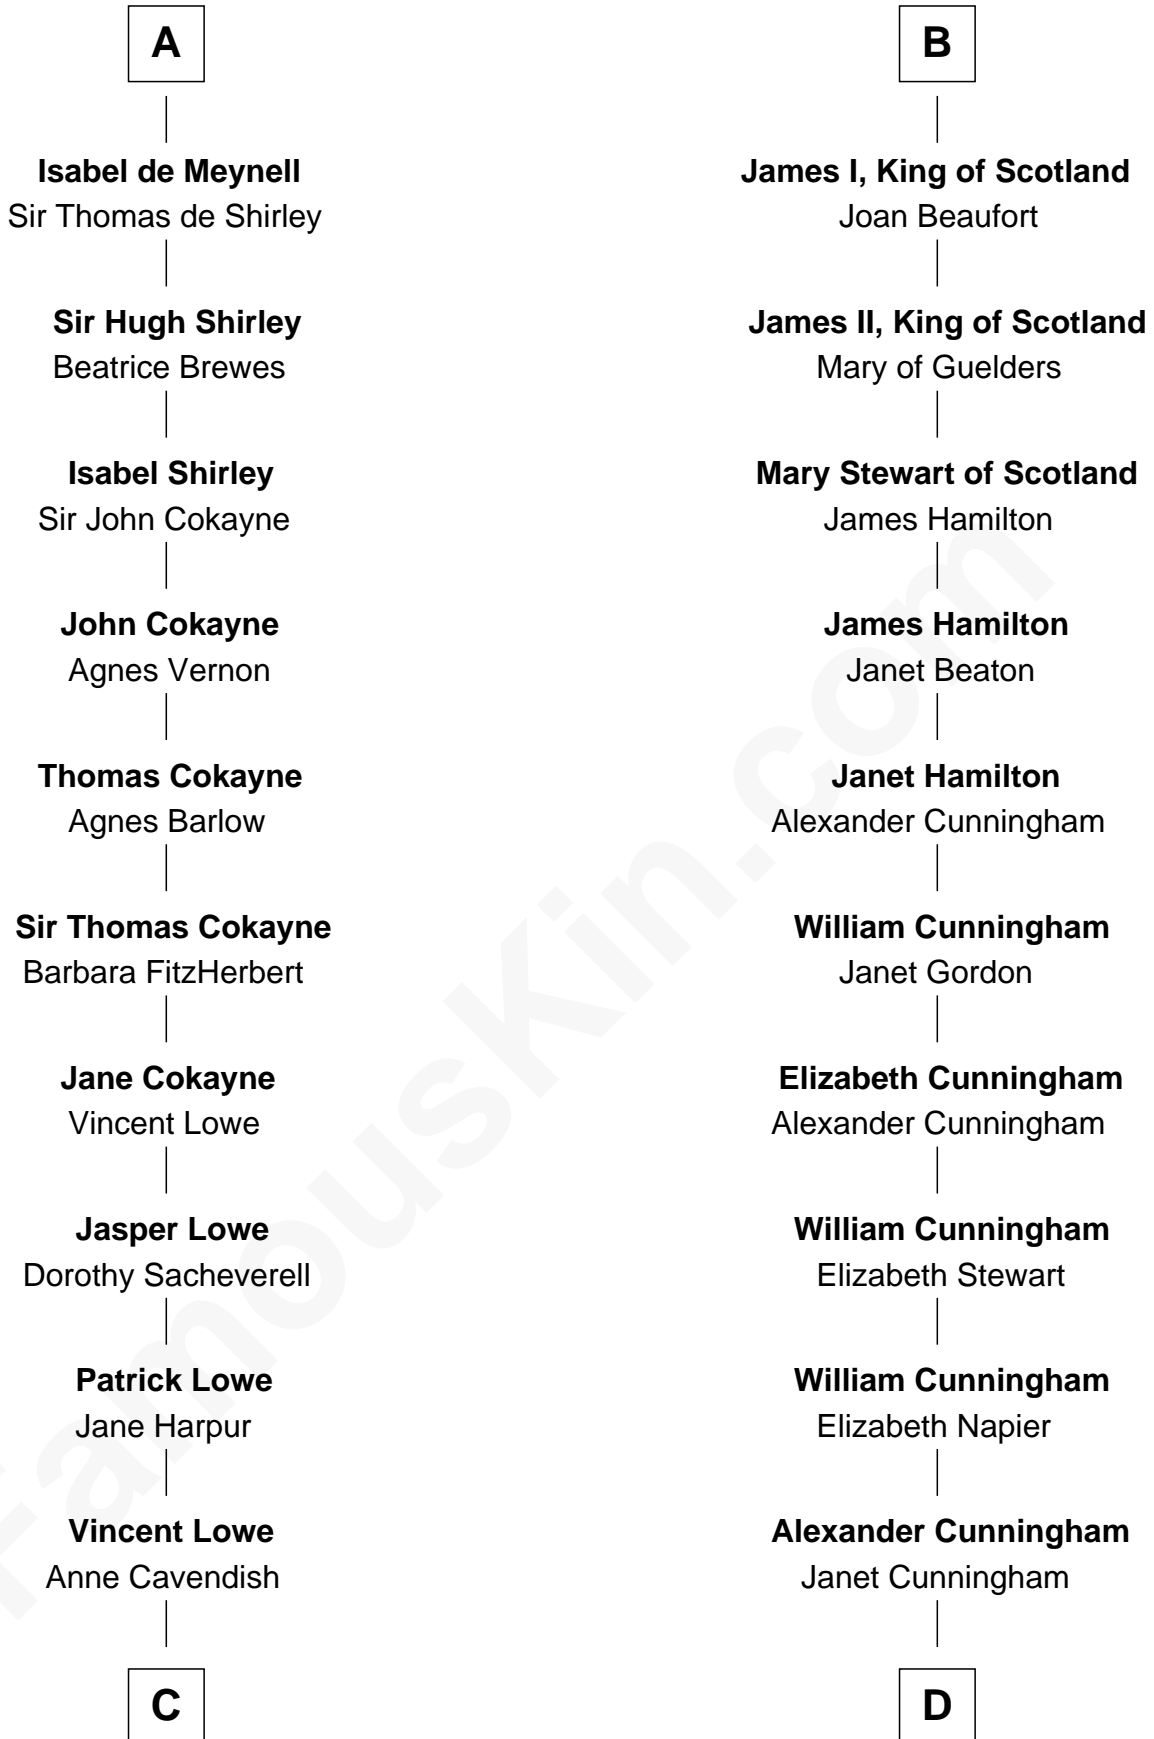 A
Isabel de Meynell
Sir Thomas de Shirley
Sir Hugh Shirley
Beatrice Brewes
Isabel Shirley
Sir John Cokayne
John Cokayne
Agnes Vernon
Thomas Cokayne
Agnes Barlow
Sir Thomas Cokayne
Barbara FitzHerbert
Jane Cokayne
Vincent Lowe
Jasper Lowe
Dorothy Sacheverell
Patrick Lowe
Jane Harpur
Vincent Lowe
Anne Cavendish
C
B
James I, King of Scotland
Joan Beaufort
James II, King of Scotland
Mary of Guelders
Mary Stewart of Scotland
James Hamilton
James Hamilton
Janet Beaton
Janet Hamilton
Alexander Cunningham
William Cunningham
Janet Gordon
Elizabeth Cunningham
Alexander Cunningham
William Cunningham
Elizabeth Stewart
William Cunningham
Elizabeth Napier
Alexander Cunningham
Janet Cunningham
D
FamousKin.com